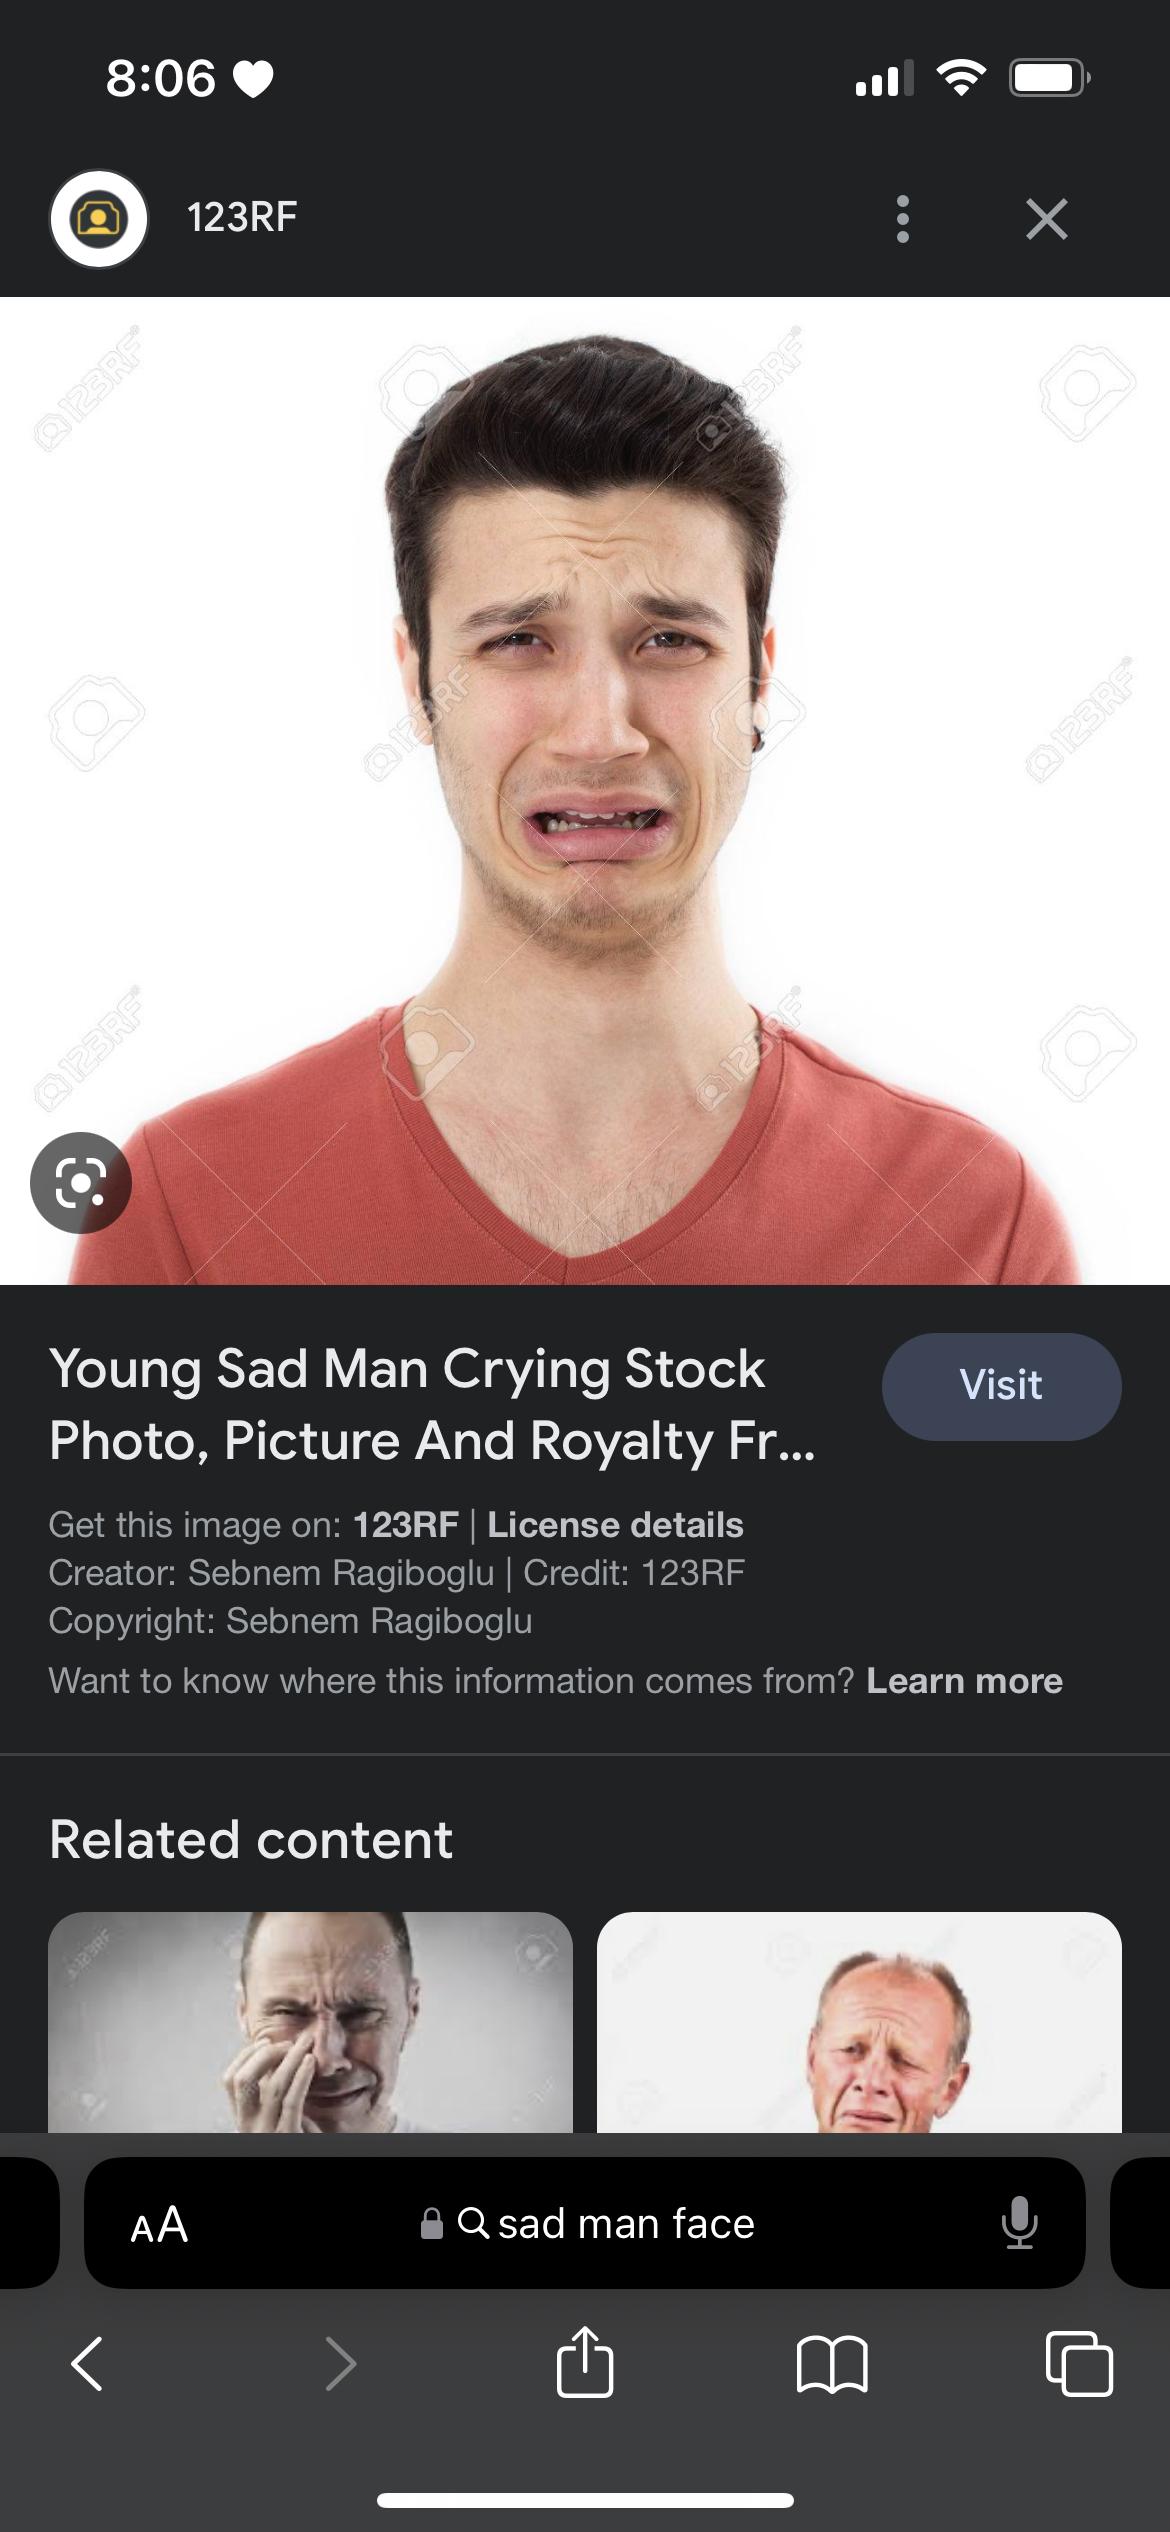 8:06
123RF
123RF
123RF
123RF
123RF
123RF
123RF
Young Sad Man Crying Stock
Photo, Picture And Royalty Fr...
Visit
Get this image on: 123RF | License details
Creator: Sebnem Ragiboglu | Credit: 123RF
Copyright: Sebnem Ragiboglu
Want to know where this information comes from? Learn more
Related content
AA
sad man face